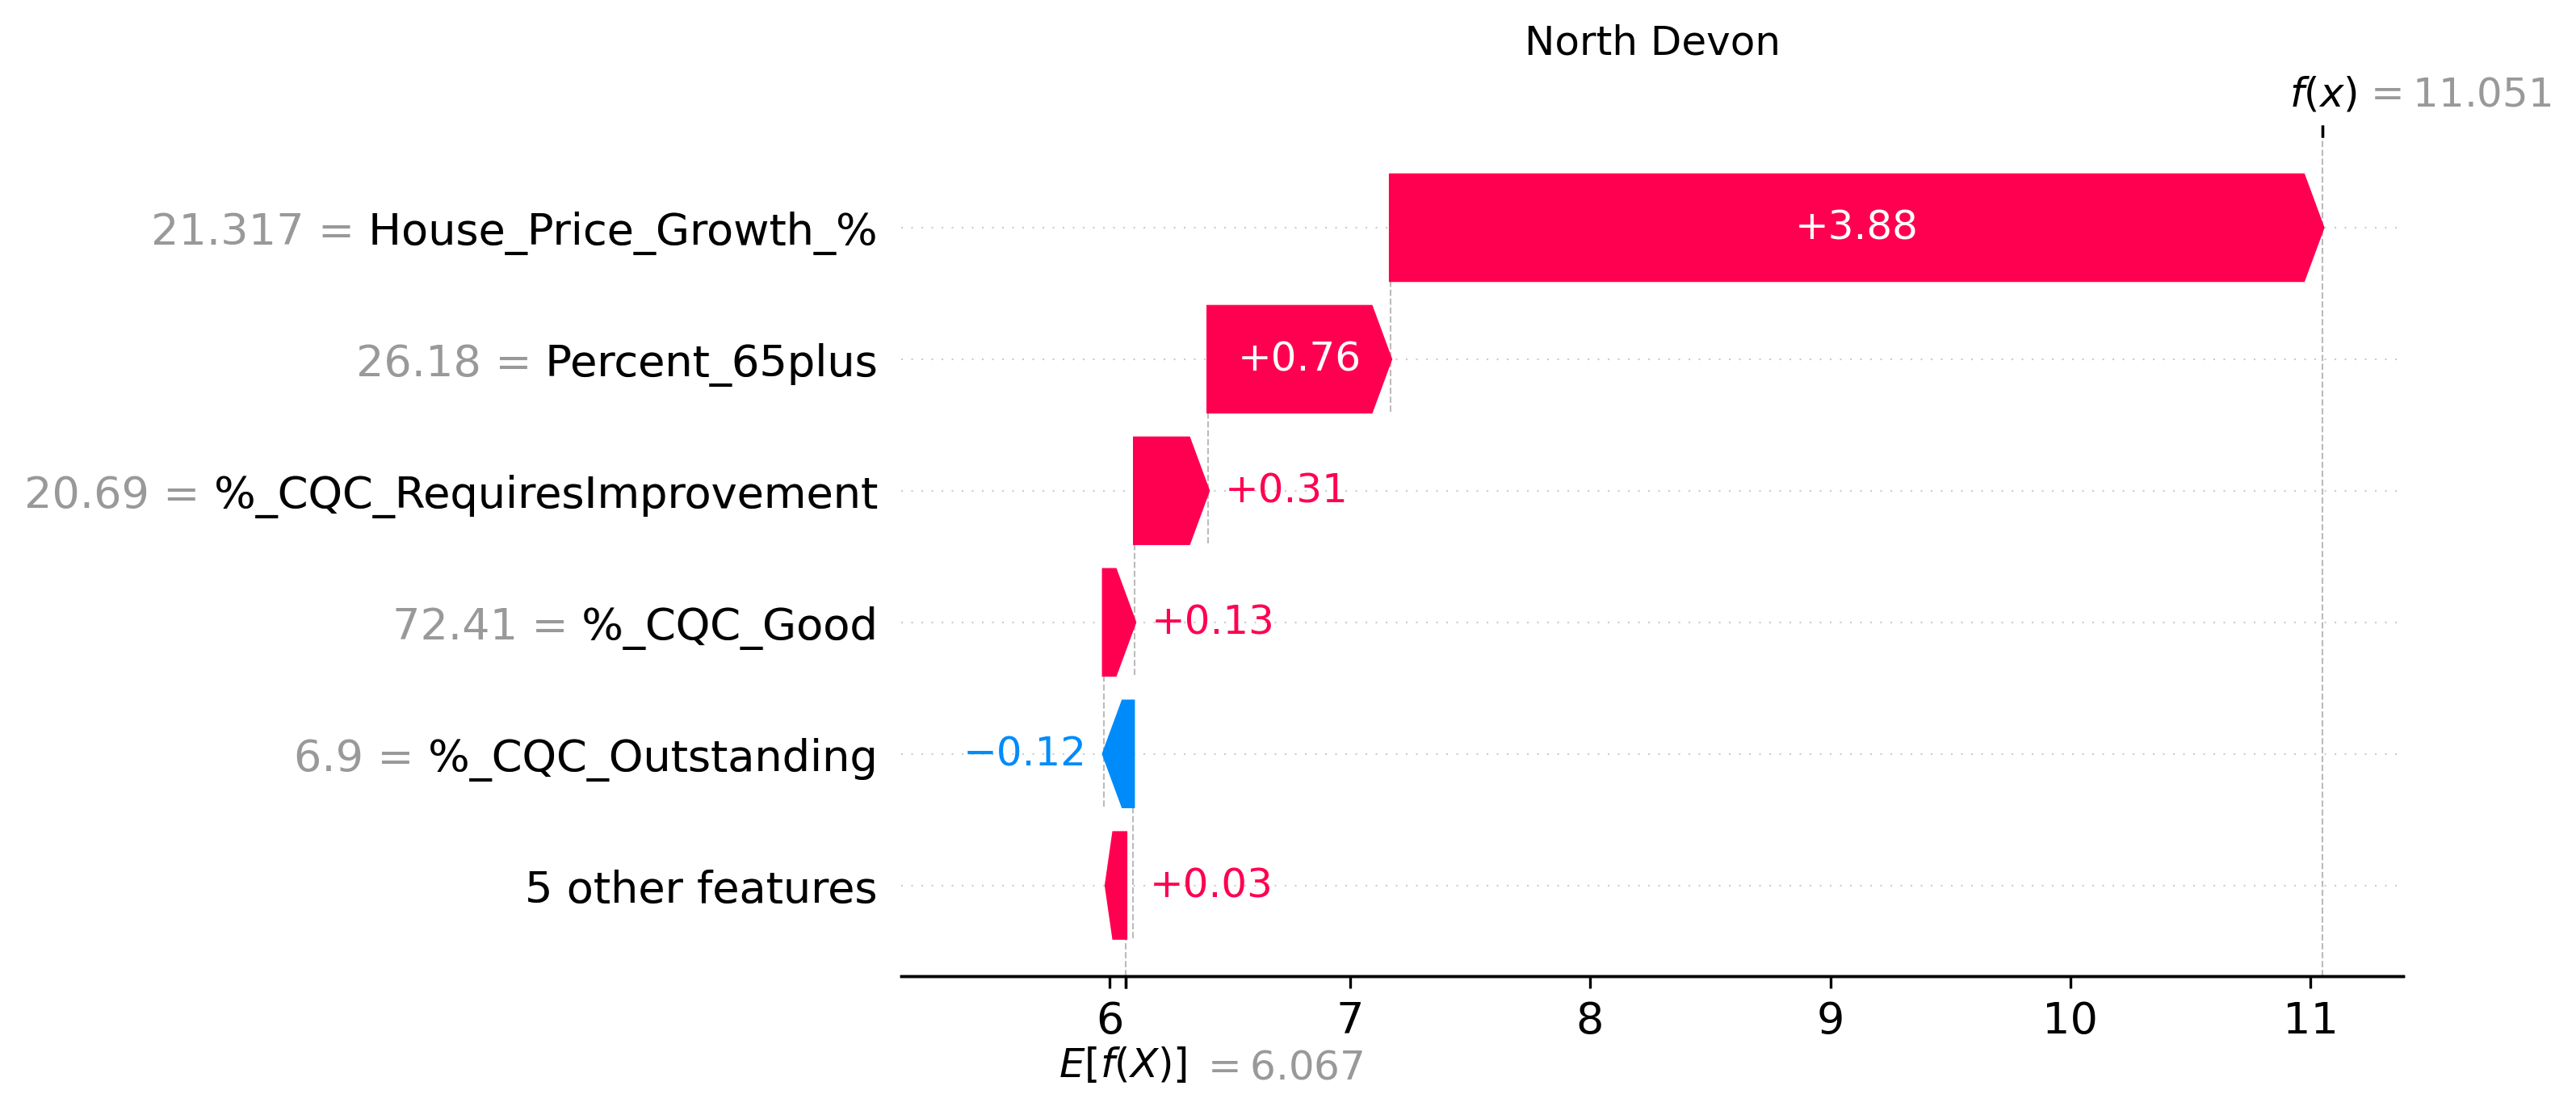 North Devon
f(x) = 11.051
21.317 = House_Price_Growth_% +3.88
26.18 = Percent_65plus +0.76
20.69 = %_CQC_RequiresImprovement +0.31
72.41 = %_CQC_Good +0.13
6.9 = %_CQC_Outstanding −0.12
5 other features +0.03
6 7 8 9 10 11
E[f(X)] = 6.067